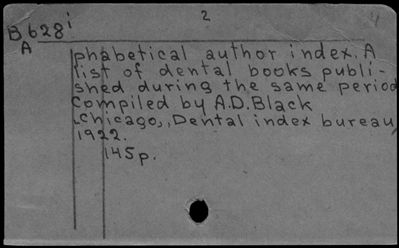 2
B628i
A
phabetical author index. A
list of dental books publi-
shed during the same period
Compiled by A.D. Black
Chicago, Dental index bureau,
1922.
145p.